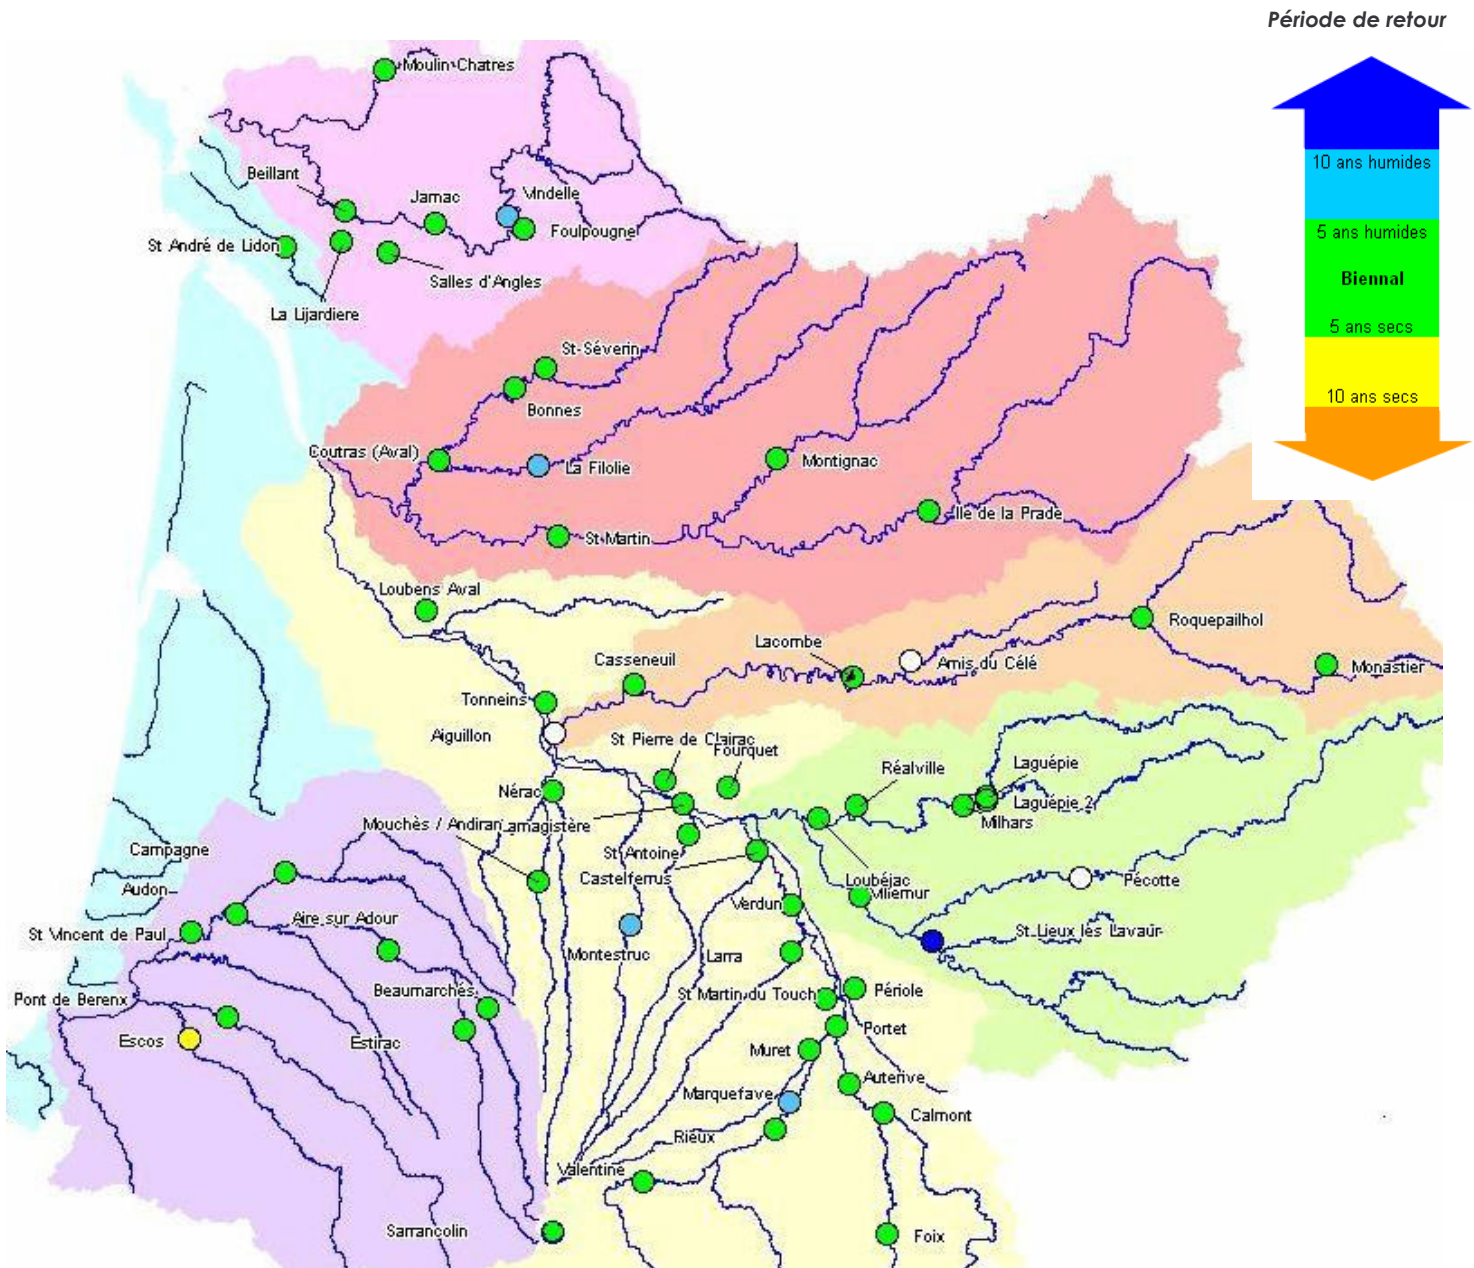 Période de retour
10 ans humides
5 ans humides
Biennal
5 ans secs
10 ans secs
Moulin Chatres
Beillant
Jarnac
Vindelle
Foulpougne
St André de Lidon
Salles d'Angles
La Lijardiere
St-Séverin
Bonnes
Coutras (Aval)
La Filolie
Montignac
Ile de la Prade
St Martin
Loubens Aval
Roquepailhol
Lacombe
Casseneuil
Amis du Célé
Monastier
Tonneins
Aiguillon
St Pierre de Clairac
Fourquet
Réalville
Laguépie
Laguépie 2
Milhars
Nérac
Mouchès / Andiran
Lamagistère
St Antoine
Castelferrus
Loubéjac
Villemur
Pécotte
Campagne
Audon
Aire sur Adour
Verdun
St Vincent de Paul
St Lieux lés Lavaur
Montestruc
Larra
Beaumarchés
St Martin du Touch
Périole
Pont de Berenx
Portet
Escos
Estirac
Muret
Auterive
Marquefave
Calmont
Rieux
Valentine
Sarrancolin
Foix